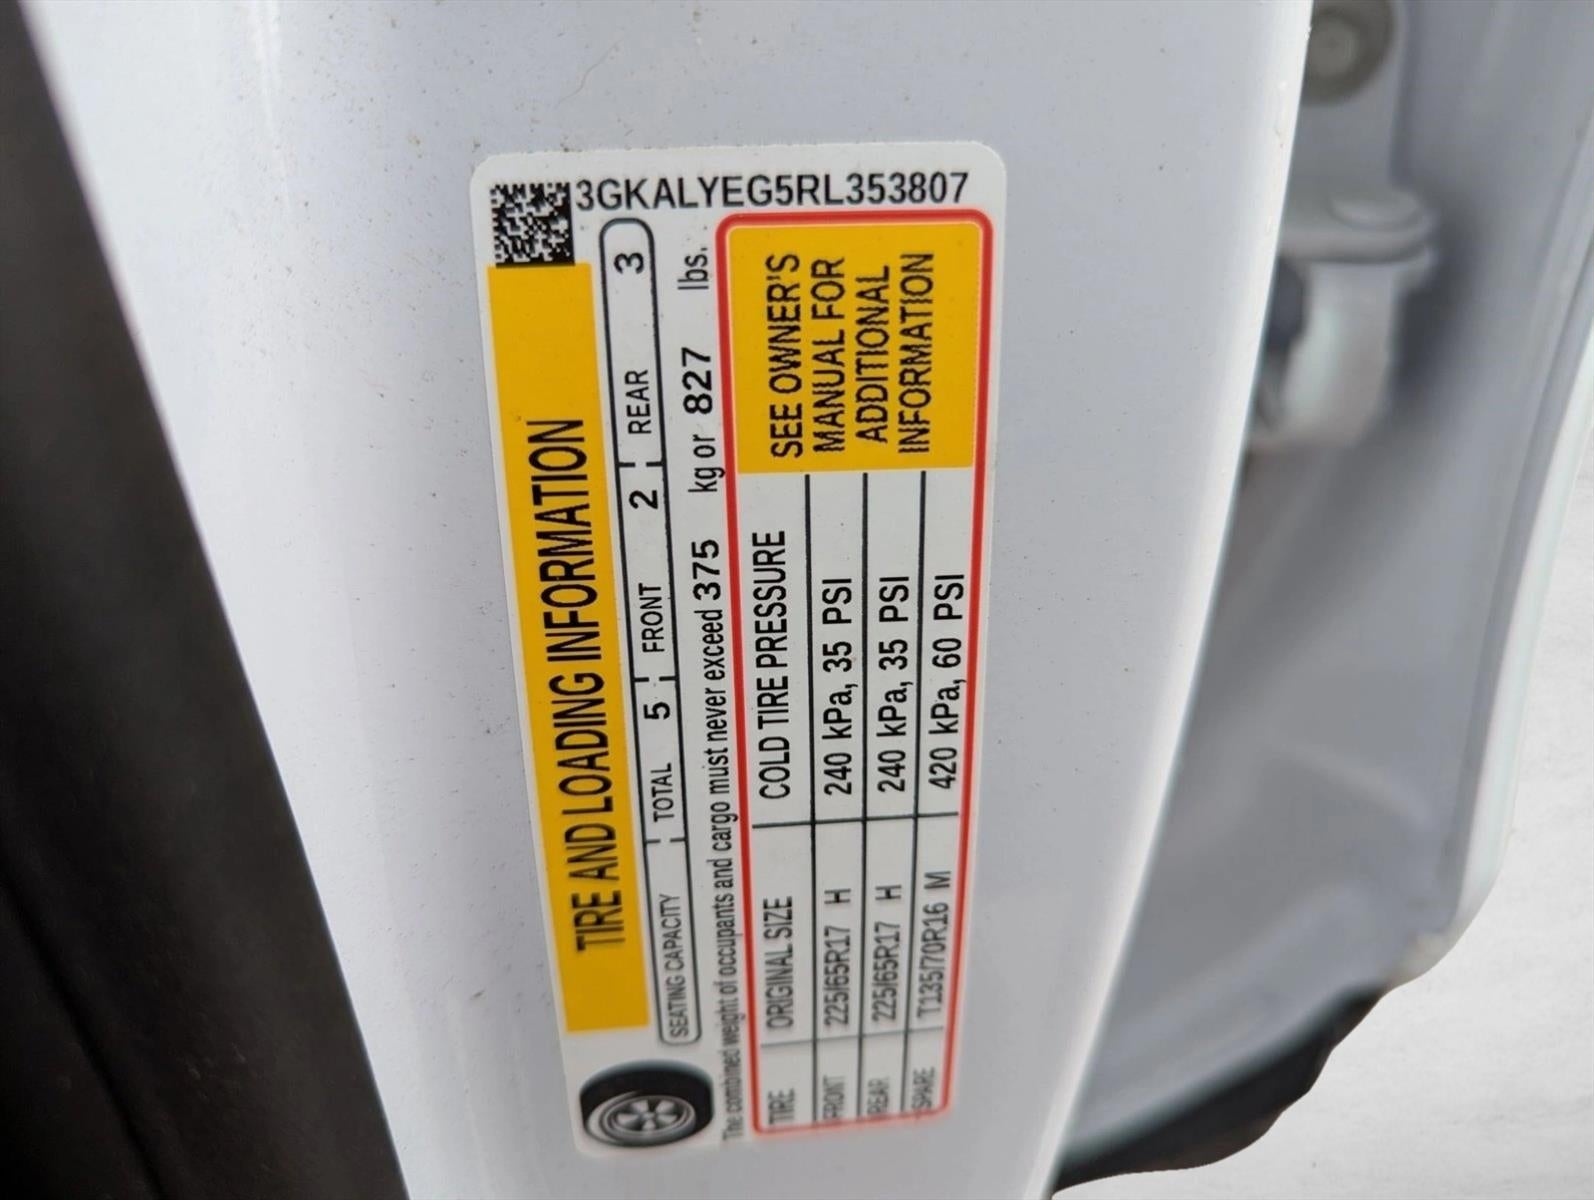 3GKALYEG5RL353807
TIRE AND LOADING INFORMATION
SEATING CAPACITY TOTAL 5 FRONT 2 REAR 3
The combined weight of occupants and cargo must never exceed 375 kg or 827 lbs.
TIRE ORIGINAL SIZE COLD TIRE PRESSURE
FRONT 225/65R17 H 240 kPa, 35 PSI
REAR 225/65R17 H 240 kPa, 35 PSI
SPARE T135/70R16 M 420 kPa, 60 PSI
SEE OWNER'S
MANUAL FOR
ADDITIONAL
INFORMATION